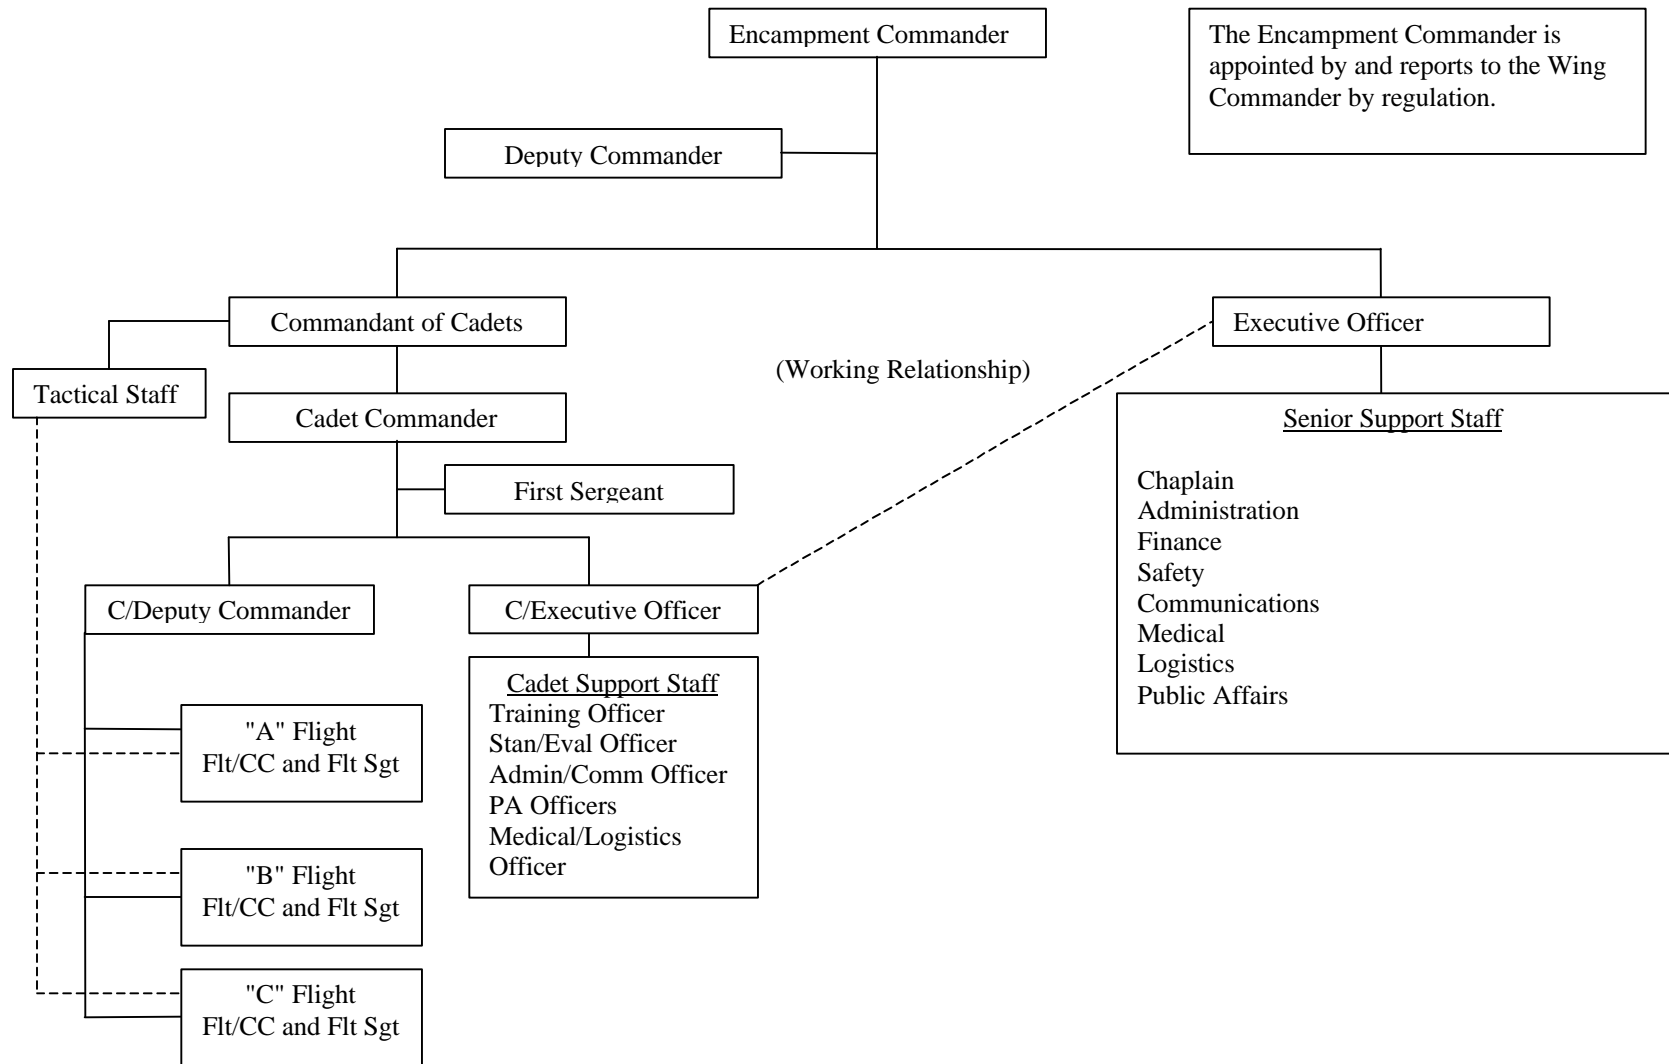 Encampment Commander
The Encampment Commander is
appointed by and reports to the Wing
Commander by regulation.
Deputy Commander
Commandant of Cadets
Executive Officer
(Working Relationship)
Tactical Staff
Cadet Commander
Senior Support Staff
Chaplain
Administration
Finance
Safety
Communications
Medical
Logistics
Public Affairs
First Sergeant
C/Deputy Commander
C/Executive Officer
Cadet Support Staff
Training Officer
Stan/Eval Officer
Admin/Comm Officer
PA Officers
Medical/Logistics
Officer
"A" Flight
Flt/CC and Flt Sgt
"B" Flight
Flt/CC and Flt Sgt
"C" Flight
Flt/CC and Flt Sgt